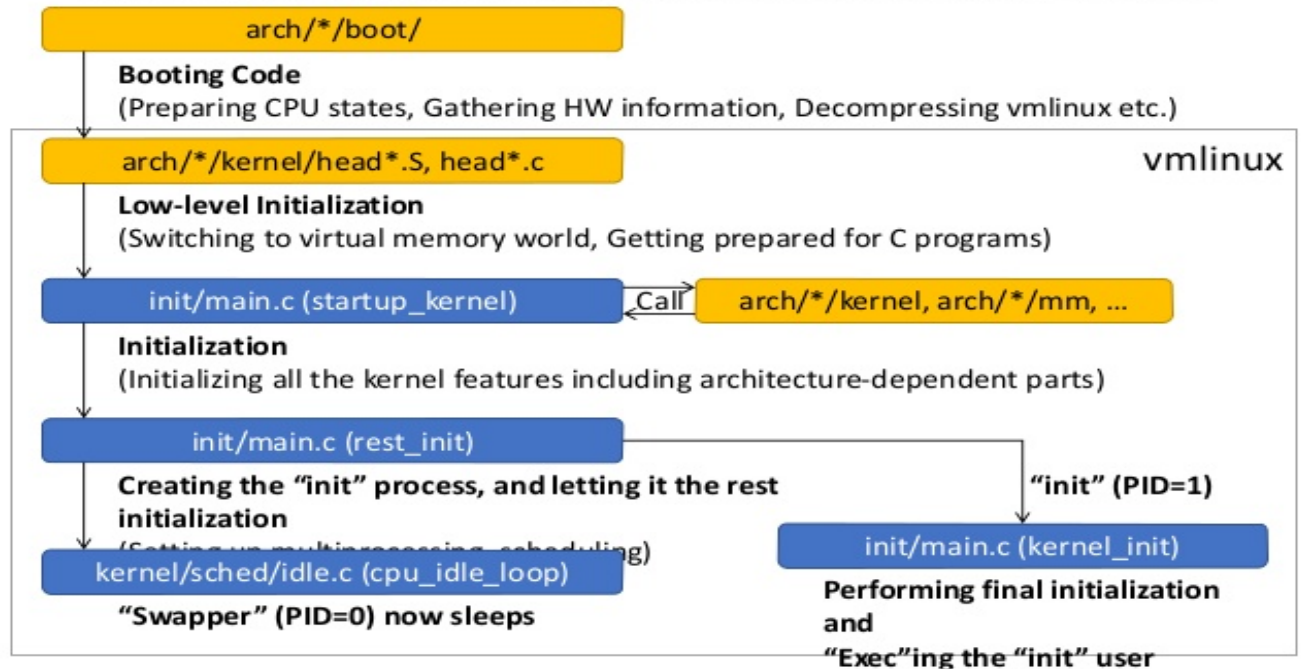 arch/*/boot/
Booting Code
(Preparing CPU states, Gathering HW information, Decompressing vmlinux etc.)
arch/*/kernel/head*.S, head*.c
vmlinux
Low-level Initialization
(Switching to virtual memory world, Getting prepared for C programs)
init/main.c (startup_kernel)
Call
arch/*/kernel, arch/*/mm, ...
Initialization
(Initializing all the kernel features including architecture-dependent parts)
init/main.c (rest_init)
Creating the “init” process, and letting it the rest
initialization
(Setting up multiprocessing, scheduling)
“init” (PID=1)
kernel/sched/idle.c (cpu_idle_loop)
“Swapper” (PID=0) now sleeps
init/main.c (kernel_init)
Performing final initialization
and
“Exec”ing the “init” user